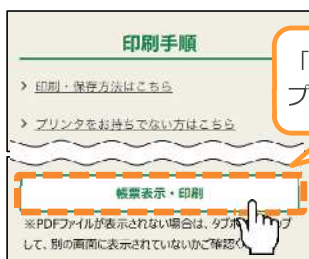 印刷手順
「
プ
> 印刷・保存方法はこちら
> プリンタをお持ちでない方はこちら
帳票表示・印刷
※PDFファイルが表示されない場合は、タブ
して、別の画面に表示されていないかご確認く